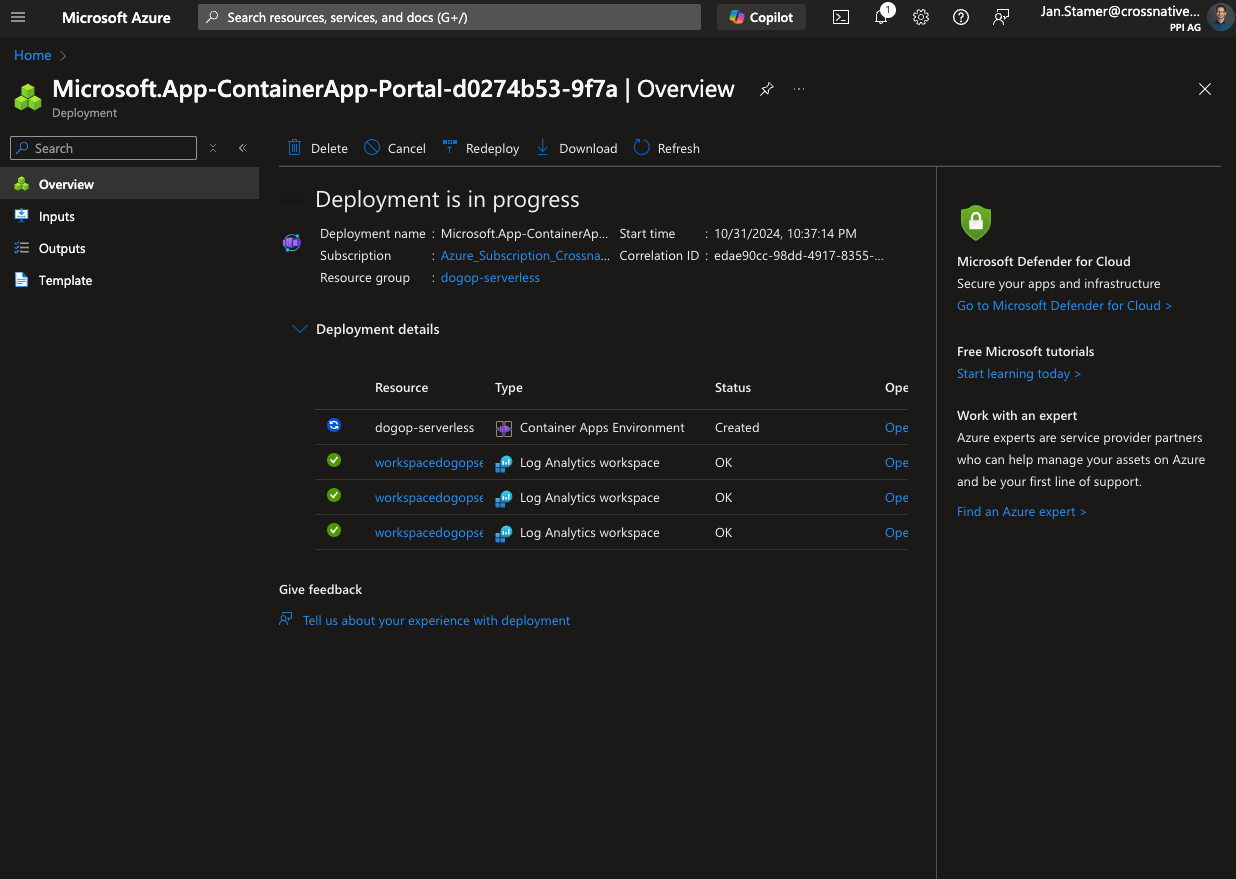 Microsoft Azure
Search resources, services, and docs (G+/)
Copilot
1
Jan.Stamer@crossnative...
PPI AG
Home
Microsoft.App-ContainerApp-Portal-d0274b53-9f7a | Overview
Deployment
Search
Delete
Cancel
Redeploy
Download
Refresh
Overview
Inputs
Outputs
Template
Deployment is in progress
Deployment name : Microsoft.App-ContainerAp...
Start time : 10/31/2024, 10:37:14 PM
Subscription : Azure_Subscription_Crossna...
Correlation ID : edae90cc-98dd-4917-8355-...
Resource group : dogop-serverless
Deployment details
Resource Type Status Ope
dogop-serverless Container Apps Environment Created Ope
workspacedogopse Log Analytics workspace OK Ope
workspacedogopse Log Analytics workspace OK Ope
workspacedogopse Log Analytics workspace OK Ope
Give feedback
Tell us about your experience with deployment
Microsoft Defender for Cloud
Secure your apps and infrastructure
Go to Microsoft Defender for Cloud >
Free Microsoft tutorials
Start learning today >
Work with an expert
Azure experts are service provider partners
who can help manage your assets on Azure
and be your first line of support.
Find an Azure expert >